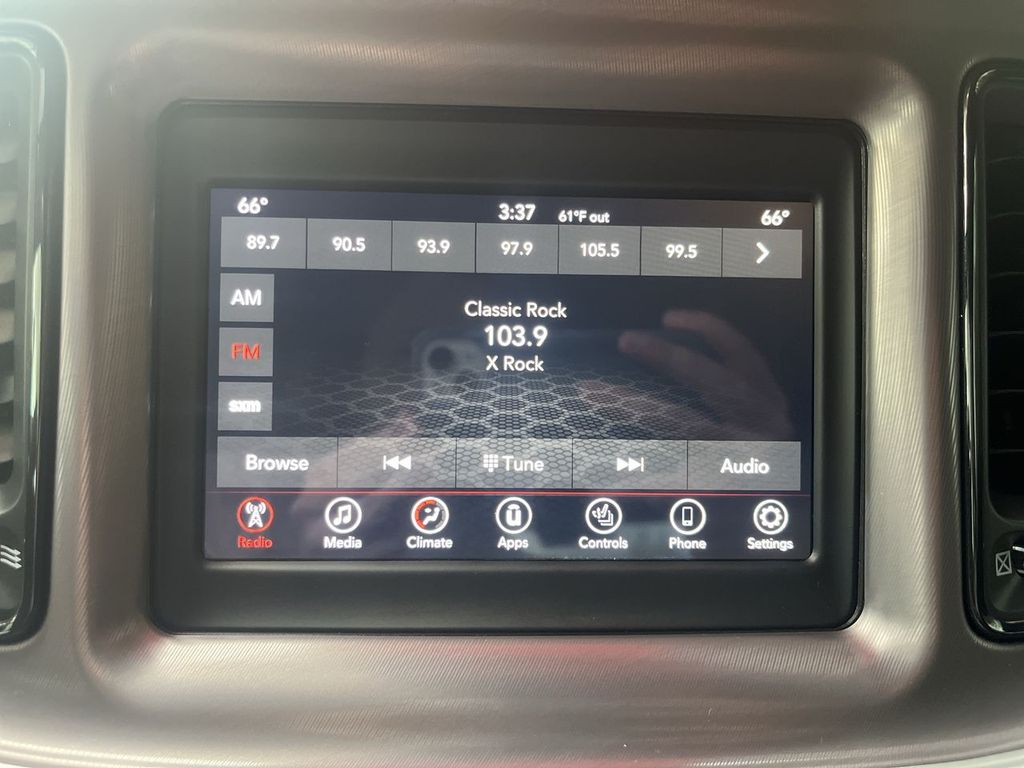 66° 3:37 61°F out 66°
89.7 90.5 93.9 97.9 105.5 99.5
AM
Classic Rock
103.9
FM
X Rock
sxm
Browse Tune Audio
Radio Media Climate Apps Controls Phone Settings